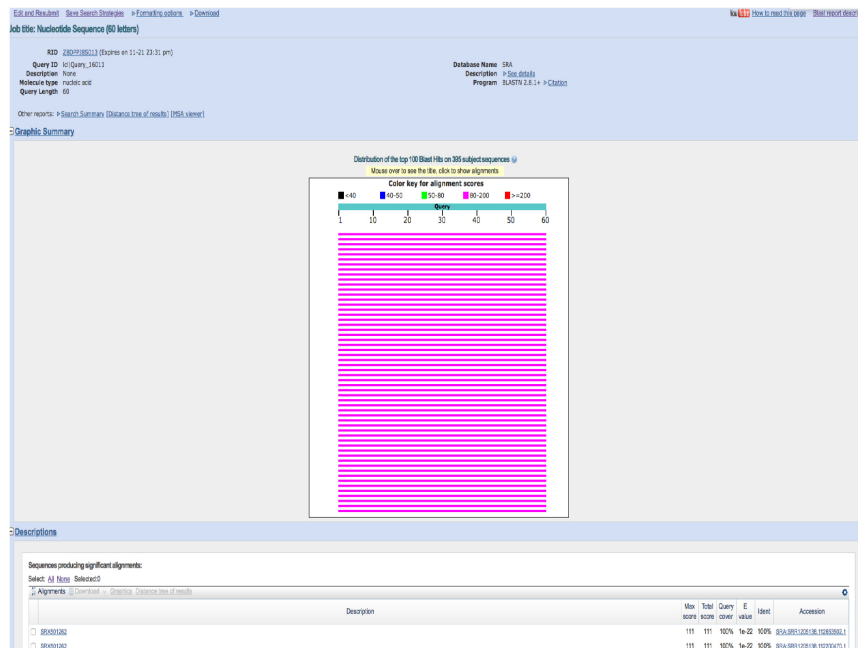 Edit and Resubmit Save Search Strategies ▹Formatting options ▹Download
How to read this page Blast report descri
Job title: Nucleotide Sequence (60 letters)
RID (Expires on 11-21 23:31 pm)
Query ID lcl|Query_16013
Description None
Molecule type nucleic acid
Query Length 60
Database Name SRA
Description ▹See details
Program BLASTN 2.8.1+ ▹Citation
Other reports: ▹Search Summary [Distance tree of results] [MSA viewer]
Graphic Summary
Distribution of the top 100 Blast Hits on 385 subject sequences
Mouse over to see the title, click to show alignments
Color key for alignment scores
<40 40-50 50-80 80-200 >=200
Query
1 10 20 30 40 50 60
Descriptions
Sequences producing significant alignments:
Select: All None Selected:0
Alignments Download Graphics Distance tree of results
Description Max score Total score Query cover E value Ident Accession
SRX501262 111 111 100% 1e-22 100%
SRX501262 111 111 100% 1e-22 100%